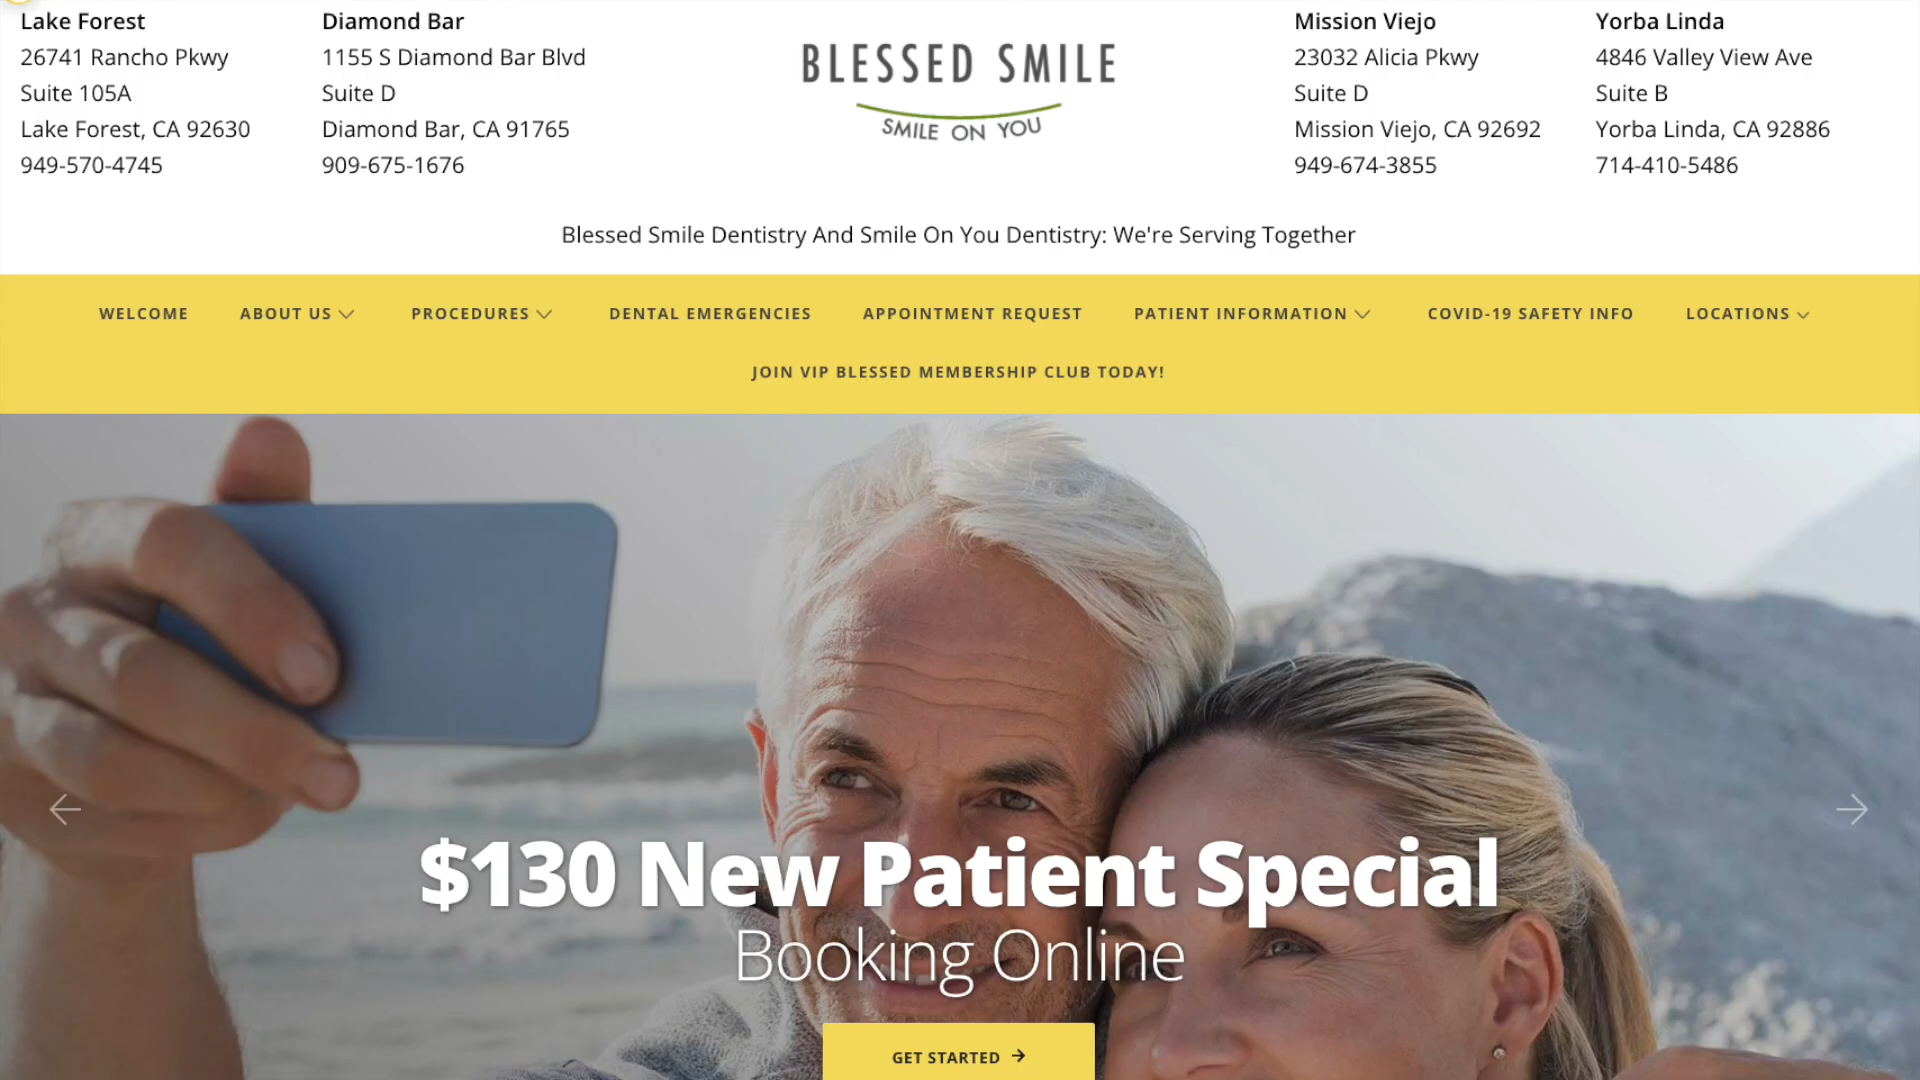 Lake Forest
26741 Rancho Pkwy
Suite 105A
Lake Forest, CA 92630
949-570-4745
Diamond Bar
1155 S Diamond Bar Blvd
Suite D
Diamond Bar, CA 91765
909-675-1676
BLESSED SMILE
SMILE ON YOU
Mission Viejo
23032 Alicia Pkwy
Suite D
Mission Viejo, CA 92692
949-674-3855
Yorba Linda
4846 Valley View Ave
Suite B
Yorba Linda, CA 92886
714-410-5486
Blessed Smile Dentistry And Smile On You Dentistry: We're Serving Together
WELCOME ABOUT US PROCEDURES DENTAL EMERGENCIES APPOINTMENT REQUEST PATIENT INFORMATION COVID-19 SAFETY INFO LOCATIONS
JOIN VIP BLESSED MEMBERSHIP CLUB TODAY!
$130 New Patient Special
Booking Online
GET STARTED